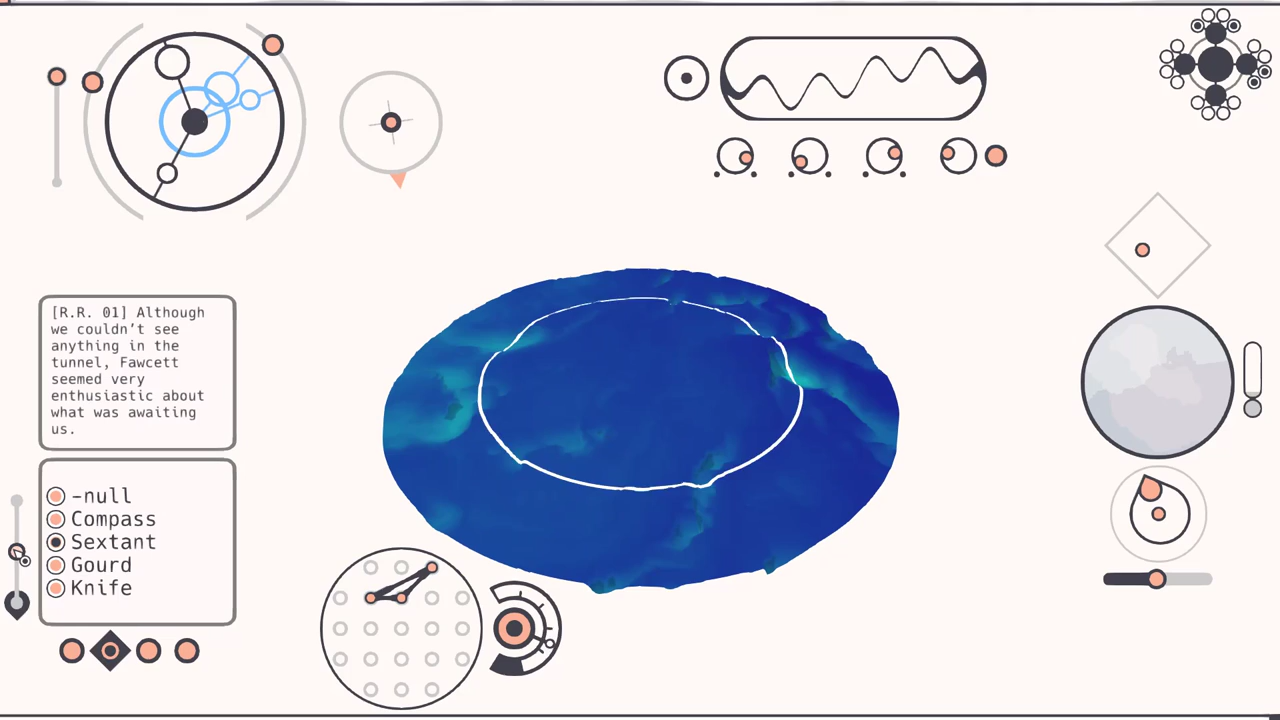 [R.R. 01] Although
we couldn't see
anything in the
tunnel, Fawcett
seemed very
enthusiastic about
what was awaiting
us.
-null
Compass
Sextant
Gourd
Knife